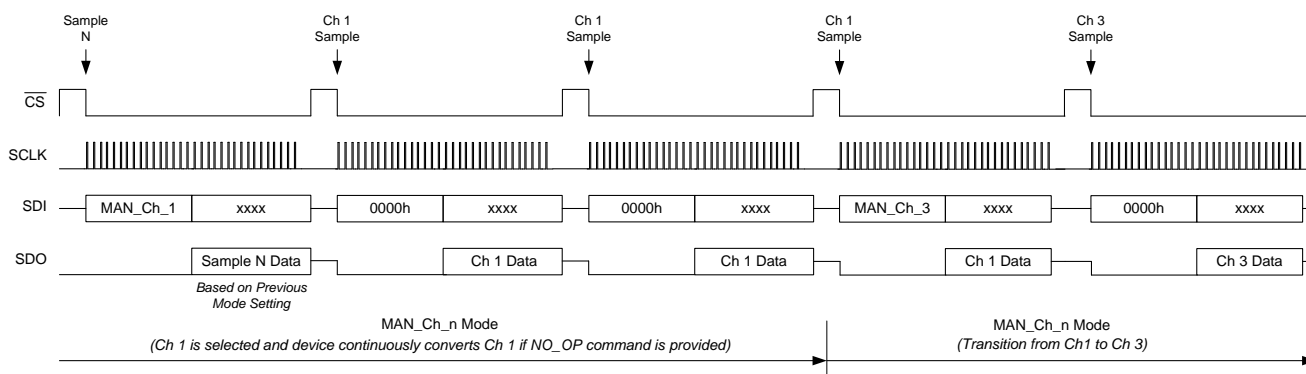 Sample
N
Ch 1
Sample
Ch 1
Sample
Ch 1
Sample
Ch 3
Sample
CS
SCLK
SDI
MAN_Ch_1
xxxx
0000h
xxxx
0000h
xxxx
MAN_Ch_3
xxxx
0000h
xxxx
SDO
Sample N Data
Ch 1 Data
Ch 1 Data
Ch 1 Data
Ch 3 Data
Based on Previous
Mode Setting
MAN_Ch_n Mode
(Ch 1 is selected and device continuously converts Ch 1 if NO_OP command is provided)
MAN_Ch_n Mode
(Transition from Ch1 to Ch 3)